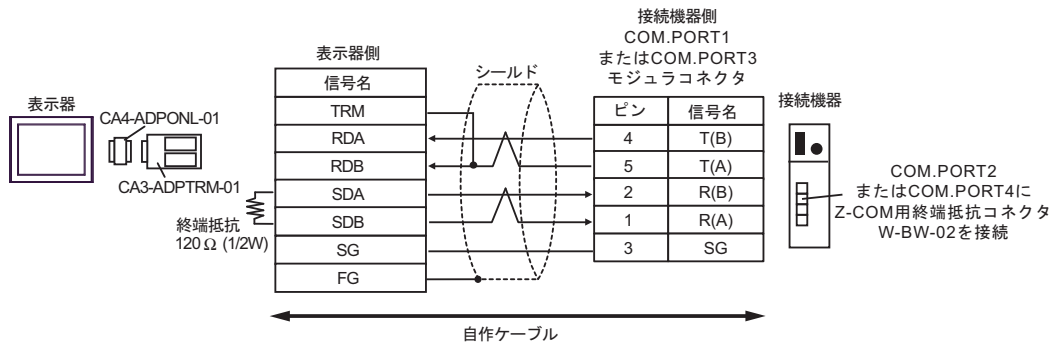 表示器
CA4-ADPONL-01
CA3-ADPTRM-01
終端抵抗
120Ω (1/2W)
表示器側
信号名
TRM
RDA
RDB
SDA
SDB
SG
FG
シールド
接続機器側
COM.PORT1
またはCOM.PORT3
モジュラコネクタ
ピン 信号名
4 T(B)
5 T(A)
2 R(B)
1 R(A)
3 SG
接続機器
COM.PORT2
またはCOM.PORT4に
Z-COM用終端抵抗コネクタ
W-BW-02を接続
自作ケーブル